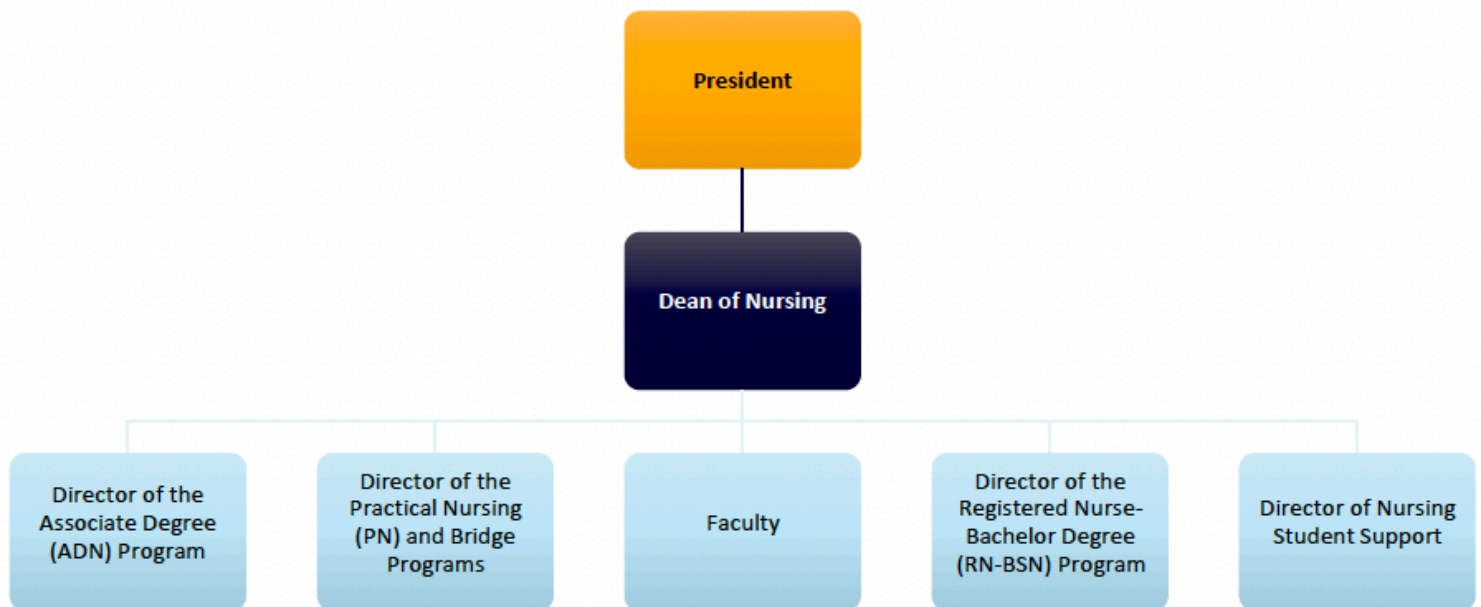 President
Dean of Nursing
Director of the
Associate Degree
(ADN) Program
Director of the
Practical Nursing
(PN) and Bridge
Programs
Faculty
Director of the
Registered Nurse-
Bachelor Degree
(RN-BSN) Program
Director of Nursing
Student Support